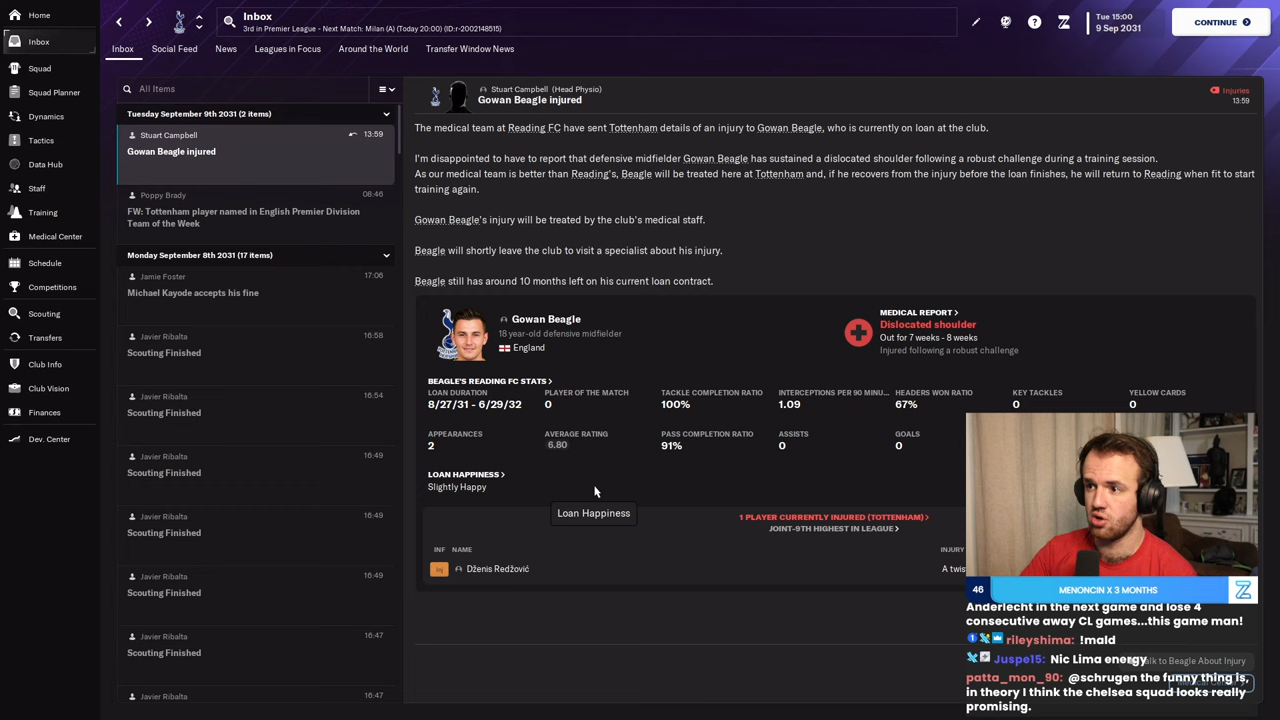 Home
Inbox
Squad
Squad Planner
Dynamics
Tactics
Data Hub
Staff
Training
Medical Center
Schedule
Competitions
Scouting
Transfers
Club Info
Club Vision
Finances
Dev. Center
Inbox
3rd in Premier League - Next Match: Milan (A) (Today 20:00) (ID:r-2002148515)
Tue 15:00
9 Sep 2031
CONTINUE
Inbox
Social Feed
News
Leagues in Focus
Around the World
Transfer Window News
All Items
Tuesday September 9th 2031 (2 items)
Stuart Campbell
13:59
Gowan Beagle injured
Poppy Brady
08:46
FW: Tottenham player named in English Premier Division
Team of the Week
Monday September 8th 2031 (17 items)
Jamie Foster
17:06
Michael Kayode accepts his fine
Javier Ribalta
16:58
Scouting Finished
Javier Ribalta
16:54
Scouting Finished
Javier Ribalta
16:49
Scouting Finished
Javier Ribalta
16:49
Scouting Finished
Javier Ribalta
16:49
Scouting Finished
Javier Ribalta
16:47
Scouting Finished
Javier Ribalta
16:47
Stuart Campbell (Head Physio)
Gowan Beagle injured
Injuries
13:59
The medical team at Reading FC have sent Tottenham details of an injury to Gowan Beagle, who is currently on loan at the club.
I'm disappointed to have to report that defensive midfielder Gowan Beagle has sustained a dislocated shoulder following a robust challenge during a training session.
As our medical team is better than Reading's, Beagle will be treated here at Tottenham and, if he recovers from the injury before the loan finishes, he will return to Reading when fit to start
training again.
Gowan Beagle's injury will be treated by the club's medical staff.
Beagle will shortly leave the club to visit a specialist about his injury.
Beagle still has around 10 months left on his current loan contract.
Gowan Beagle
18 year-old defensive midfielder
England
MEDICAL REPORT >
Dislocated shoulder
Out for 7 weeks - 8 weeks
Injured following a robust challenge
BEAGLE'S READING FC STATS >
LOAN DURATION
8/27/31 - 6/29/32
PLAYER OF THE MATCH
0
TACKLE COMPLETION RATIO
100%
INTERCEPTIONS PER 90 MINU...
1.09
HEADERS WON RATIO
67%
KEY TACKLES
0
YELLOW CARDS
0
APPEARANCES
2
AVERAGE RATING
6.80
PASS COMPLETION RATIO
91%
ASSISTS
0
GOALS
0
LOAN HAPPINESS >
Slightly Happy
Loan Happiness
1 PLAYER CURRENTLY INJURED (TOTTENHAM) >
JOINT-9TH HIGHEST IN LEAGUE >
INF
NAME
INJURY
Inj
Dženis Redžović
A twis
46
MENONCIN X 3 MONTHS
Z
Anderlecht in the next game and lose 4
consecutive away CL games...this game man!
rileyshima: !mald
Juspe15: Nic Lima energy
Talk to Beagle About Injury
patta_mon_90: @schrugen the funny thing is,
in theory I think the chelsea squad looks really
promising.